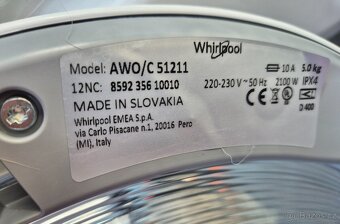 Whirlpool
Model: AWO/C 51211
10 A 5.0 kg
12NC: 8592 356 10010
220-230 V ~ 50 Hz 2100 W IPX4
MADE IN SLOVAKIA
D 400
Whirlpool EMEA S.p.A.
via Carlo Pisacane n.1, 20016 Pero
(MI), Italy